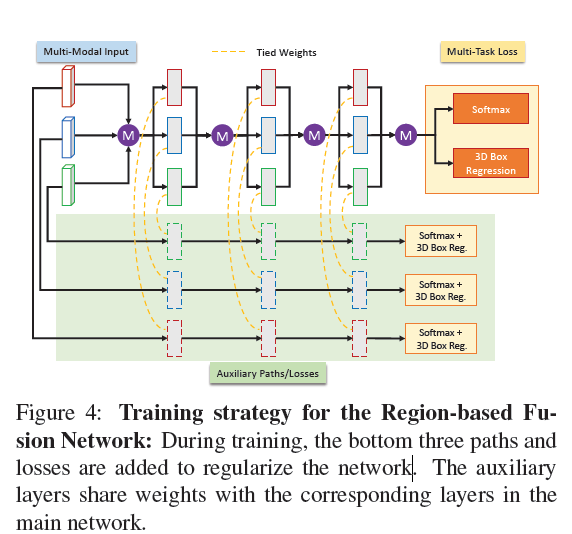 Multi-Modal Input
Tied Weights
Multi-Task Loss
M
M
M
M
Softmax
3D Box
Regression
Softmax +
3D Box Reg.
Softmax +
3D Box Reg.
Softmax +
3D Box Reg.
Auxiliary Paths/Losses
Figure 4: Training strategy for the Region-based Fu-
sion Network: During training, the bottom three paths and
losses are added to regularize the network. The auxiliary
layers share weights with the corresponding layers in the
main network.